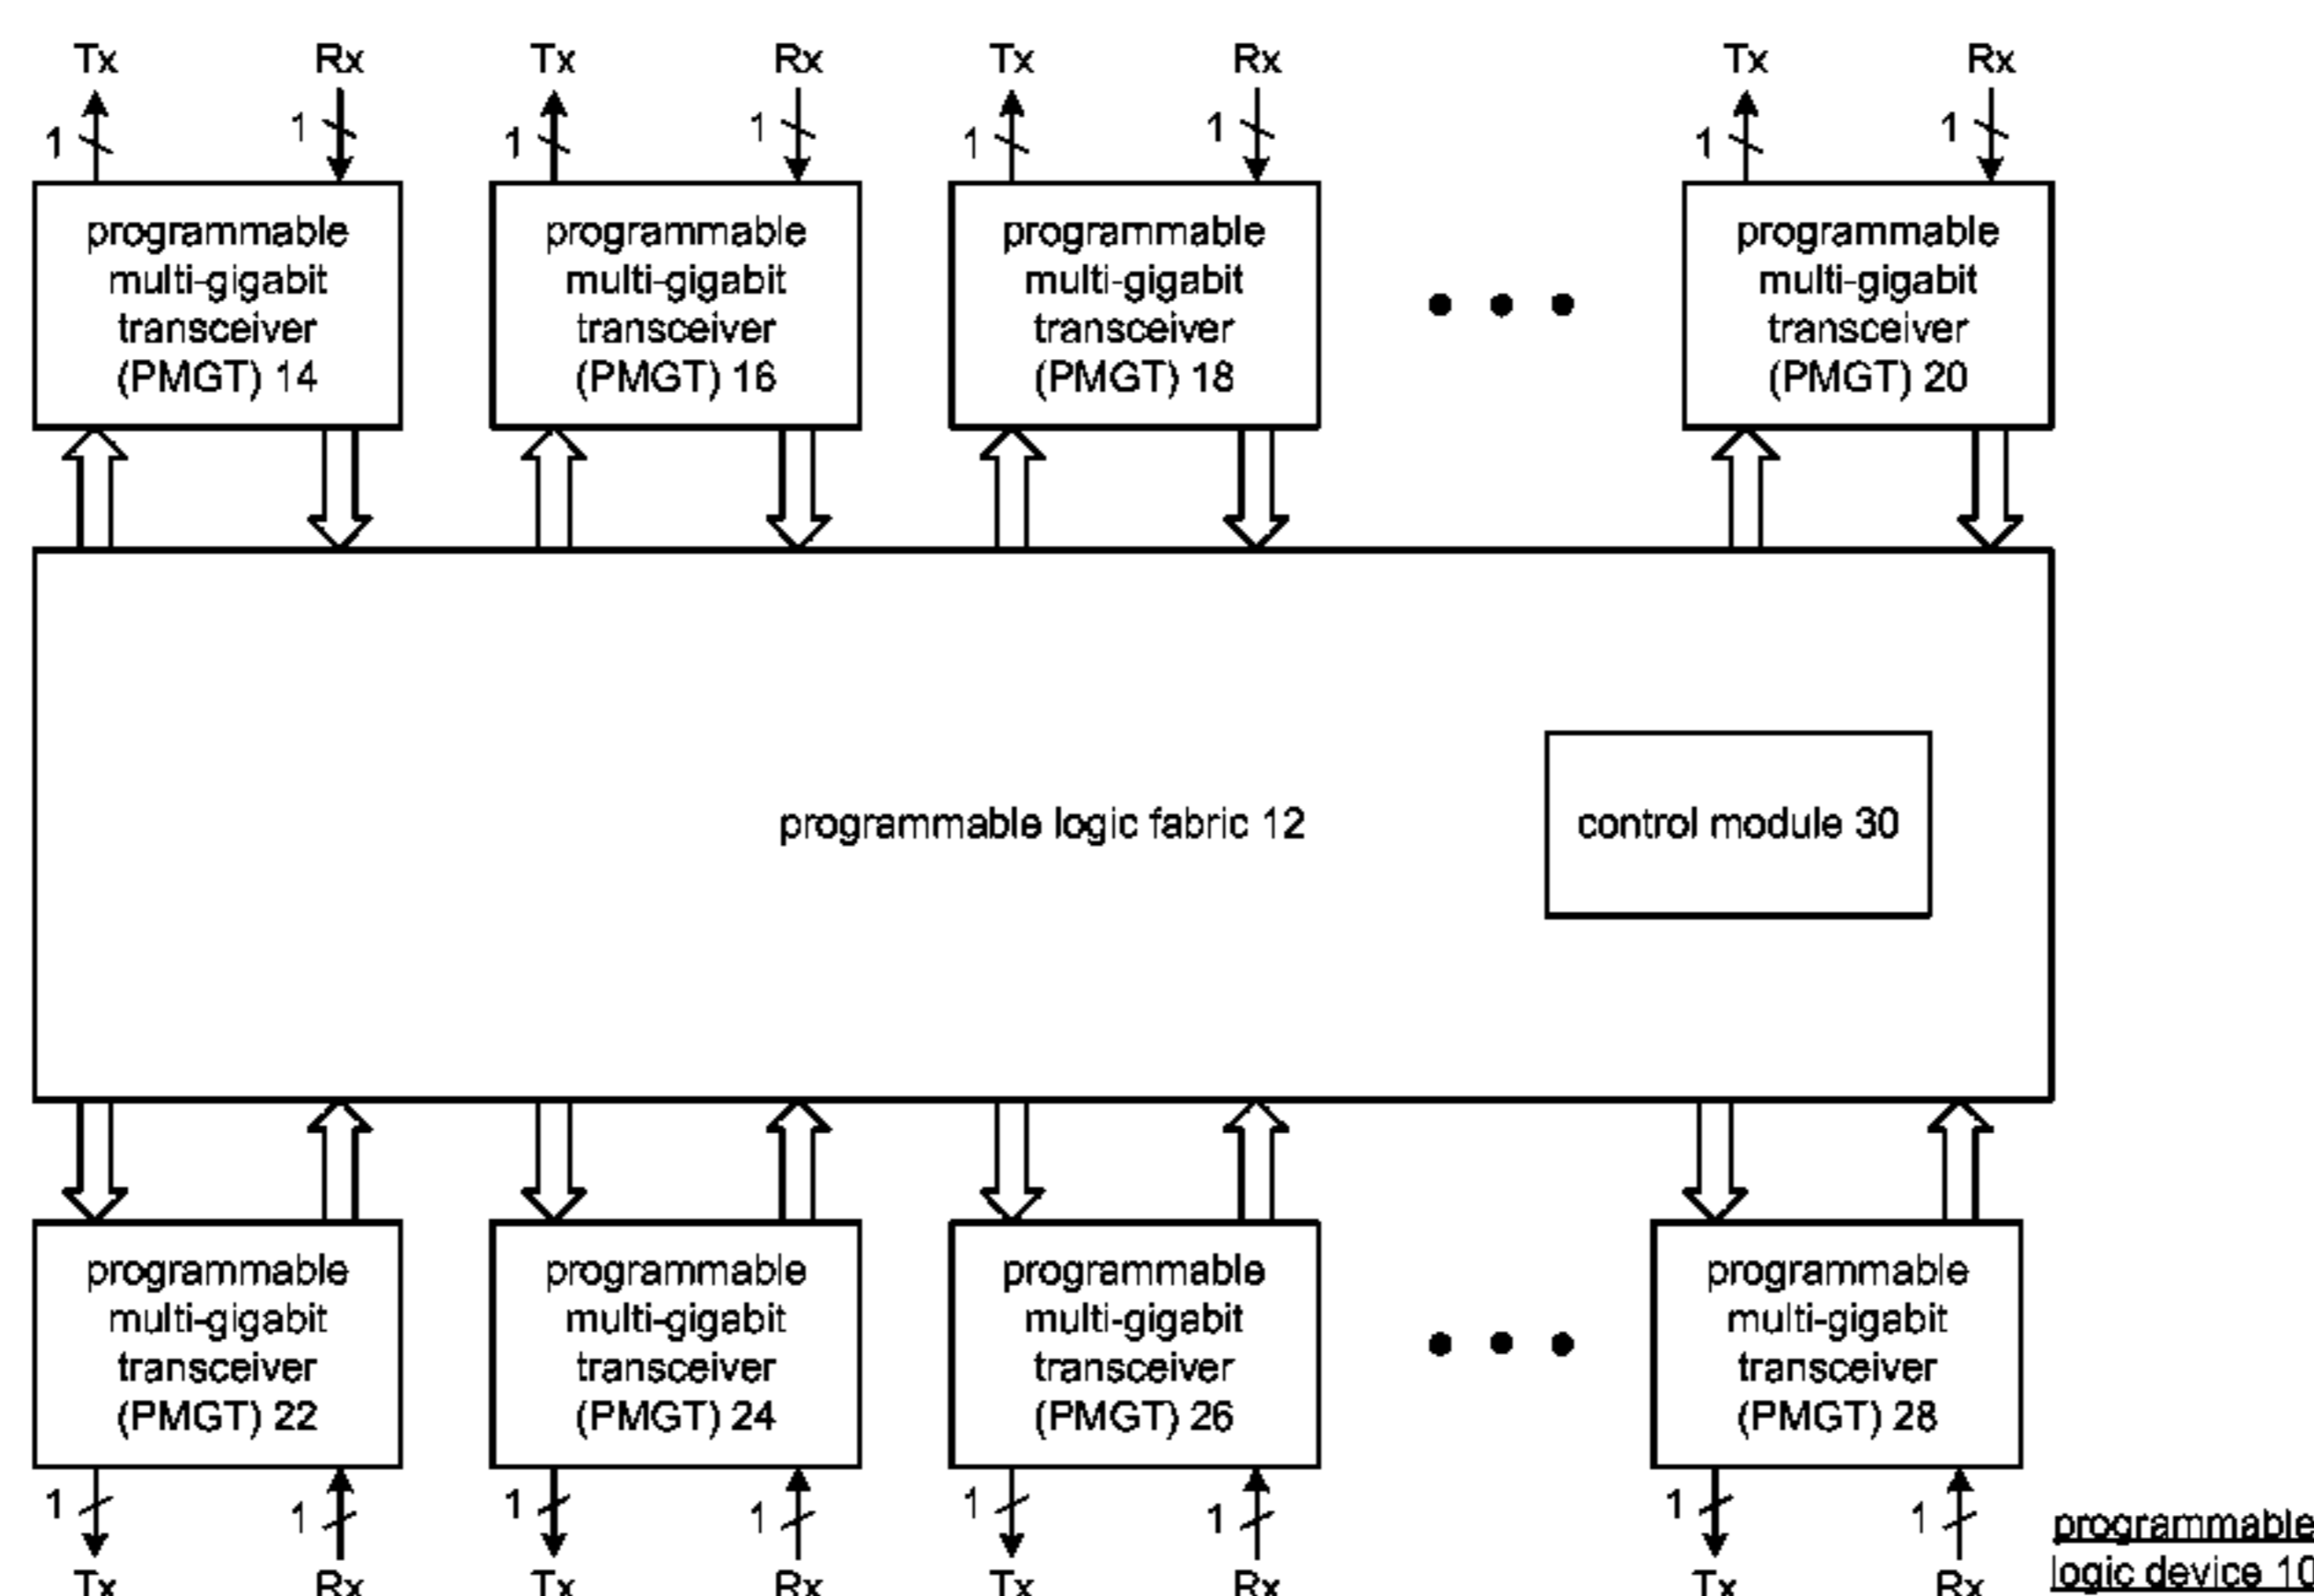 Tx Rx Tx Rx Tx Rx Tx Rx
1 1 1 1 1 1 1 1
programmable
multi-gigabit
transceiver
(PMGT) 14
programmable
multi-gigabit
transceiver
(PMGT) 16
programmable
multi-gigabit
transceiver
(PMGT) 18
programmable
multi-gigabit
transceiver
(PMGT) 20
programmable logic fabric 12
control module 30
programmable
multi-gigabit
transceiver
(PMGT) 22
programmable
multi-gigabit
transceiver
(PMGT) 24
programmable
multi-gigabit
transceiver
(PMGT) 26
programmable
multi-gigabit
transceiver
(PMGT) 28
1 1 1 1 1 1 1 1
Tx Rx Tx Rx Tx Rx Tx Rx
programmable
logic device 10